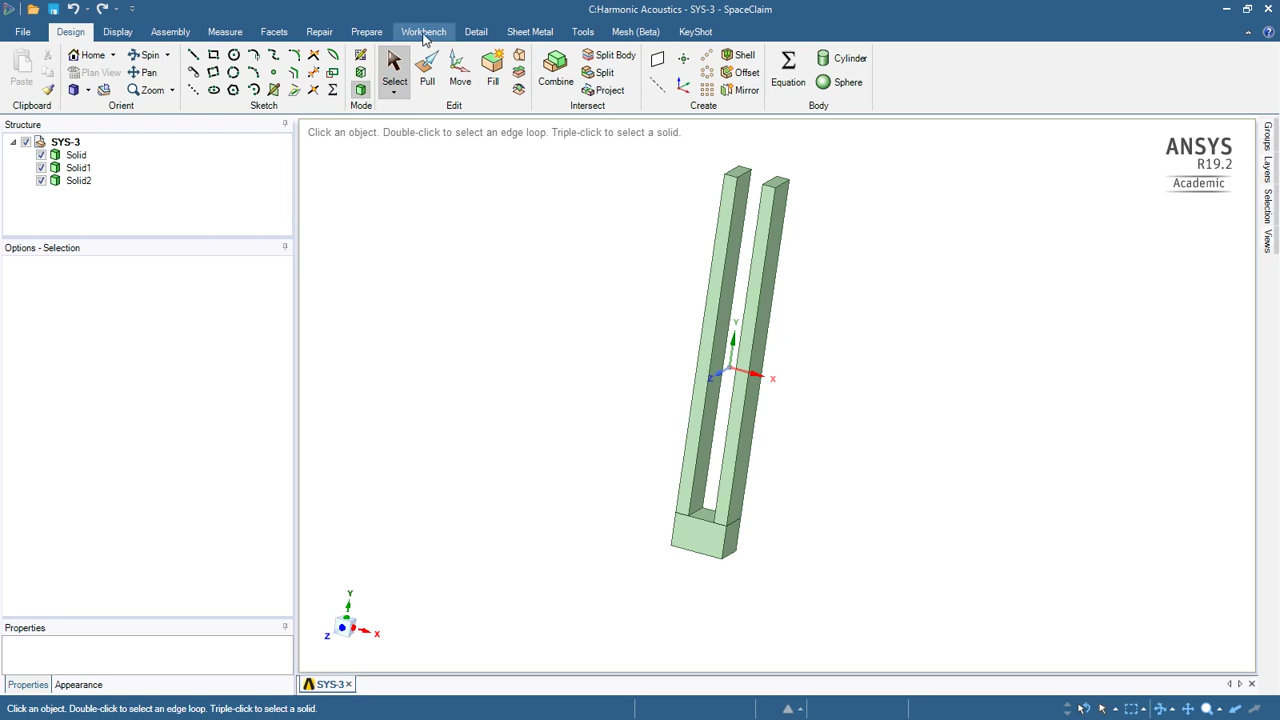 C:Harmonic Acoustics - SYS-3 - SpaceClaim
File Design Display Assembly Measure Facets Repair Prepare Workbench Detail Sheet Metal Tools Mesh (Beta) KeyShot
Home Spin Select Pull Move Fill Split Body Shell Cylinder
Paste Plan View Pan Combine Split Offset Equation Sphere
Zoom Project Mirror
Clipboard Orient Sketch Mode Edit Intersect Create Body
Structure
SYS-3
Solid
Solid1
Solid2
Options - Selection
Click an object. Double-click to select an edge loop. Triple-click to select a solid.
ANSYS
R19.2
Academic
Groups Layers Selection Views
Y
Z X
Y
Z X
Properties
Properties Appearance
SYS-3
Click an object. Double-click to select an edge loop. Triple-click to select a solid.